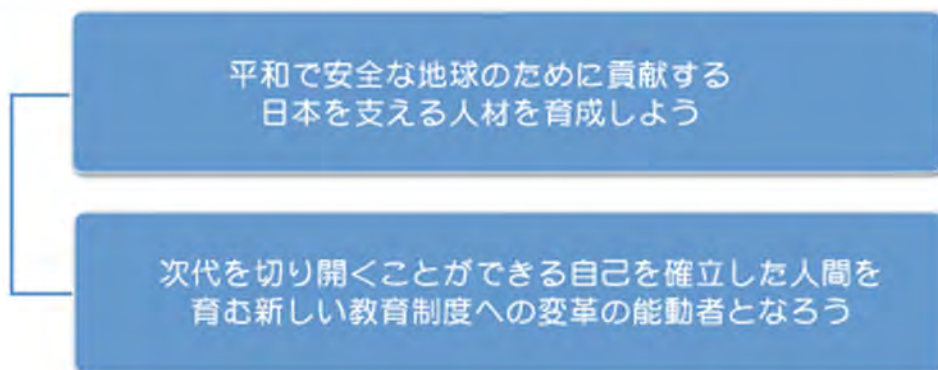 平和で安全な地球のために貢献する
日本を支える人材を育成しよう
次代を切り開くことができる自己を確立した人間を
育む新しい教育制度への変革の能動者となろう